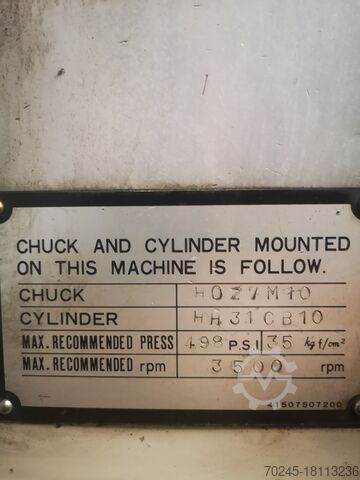 CHUCK AND CYLINDER MOUNTED
ON THIS MACHINE IS FOLLOW.
CHUCK H027M10
CYLINDER HH31CB10
MAX. RECOMMENDED PRESS 498 P.S.I 35 kgf/cm²
MAX. RECOMMENDED rpm 3500 rpm
41507507200
70245-18113236